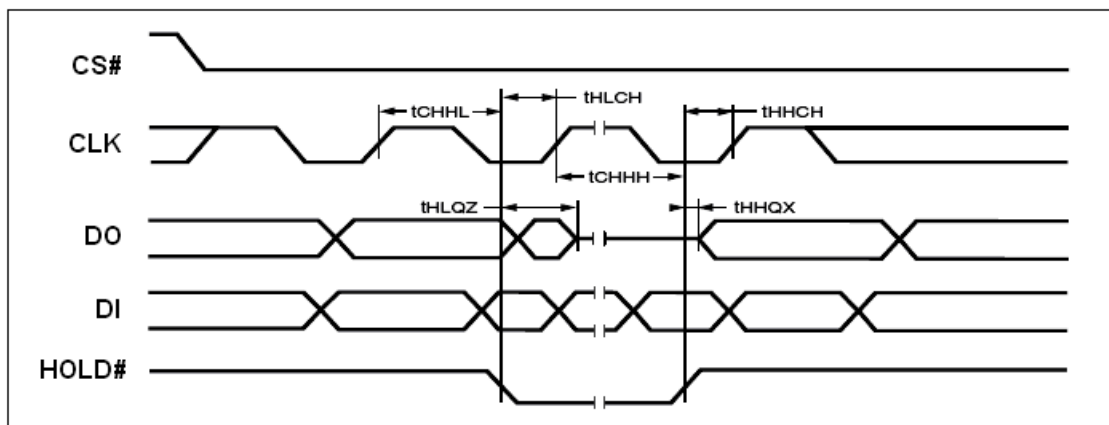 CS#
tCHHL
tHLCH
tHHCH
CLK
tCHHH
tHLQZ
tHHQX
DO
DI
HOLD#